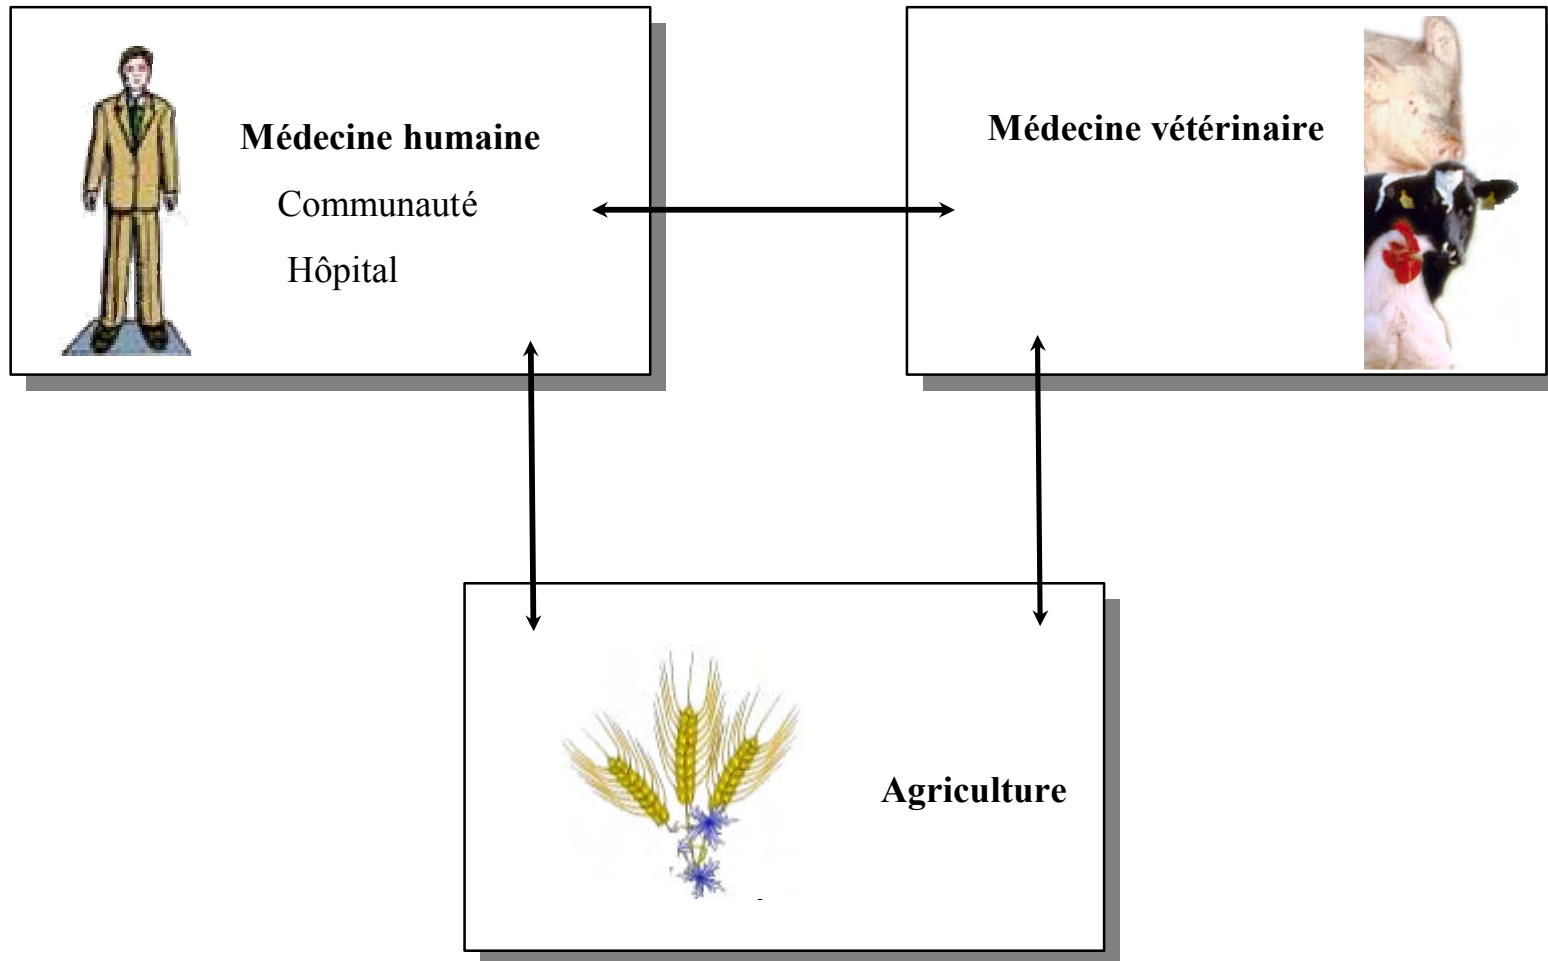 Médecine humaine
Communauté
Hôpital
Médecine vétérinaire
Agriculture